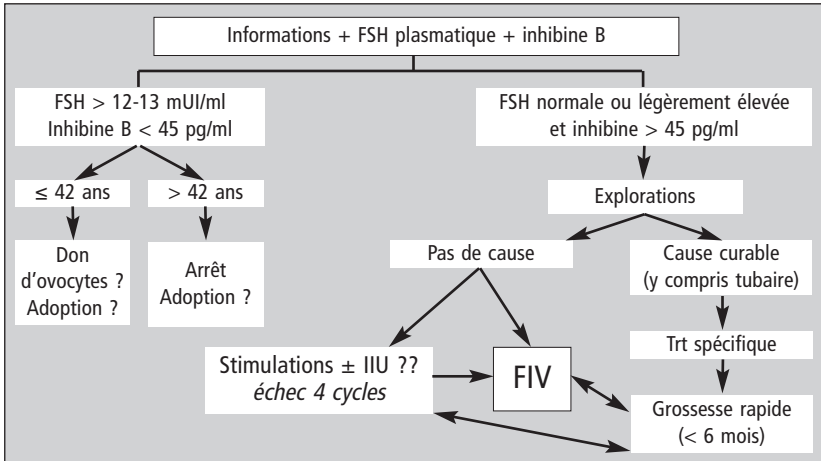 Informations + FSH plasmatique + inhibine B
FSH > 12-13 mUI/ml
Inhibine B < 45 pg/ml
FSH normale ou légèrement élevée
et inhibine > 45 pg/ml
≤ 42 ans
> 42 ans
Explorations
Don
d'ovocytes ?
Adoption ?
Arrêt
Adoption ?
Pas de cause
Cause curable
(y compris tubaire)
Stimulations ± IIU ??
échec 4 cycles
FIV
Trt spécifique
Grossesse rapide
(< 6 mois)